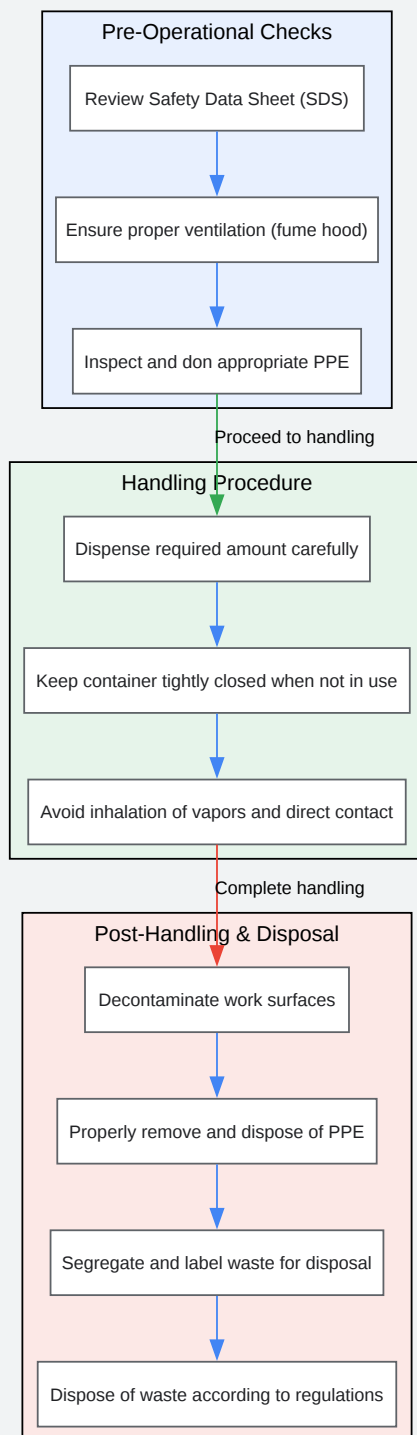 Pre-Operational Checks
Review Safety Data Sheet (SDS)
Ensure proper ventilation (fume hood)
Inspect and don appropriate PPE
Proceed to handling
Handling Procedure
Dispense required amount carefully
Keep container tightly closed when not in use
Avoid inhalation of vapors and direct contact
Complete handling
Post-Handling & Disposal
Decontaminate work surfaces
Properly remove and dispose of PPE
Segregate and label waste for disposal
Dispose of waste according to regulations